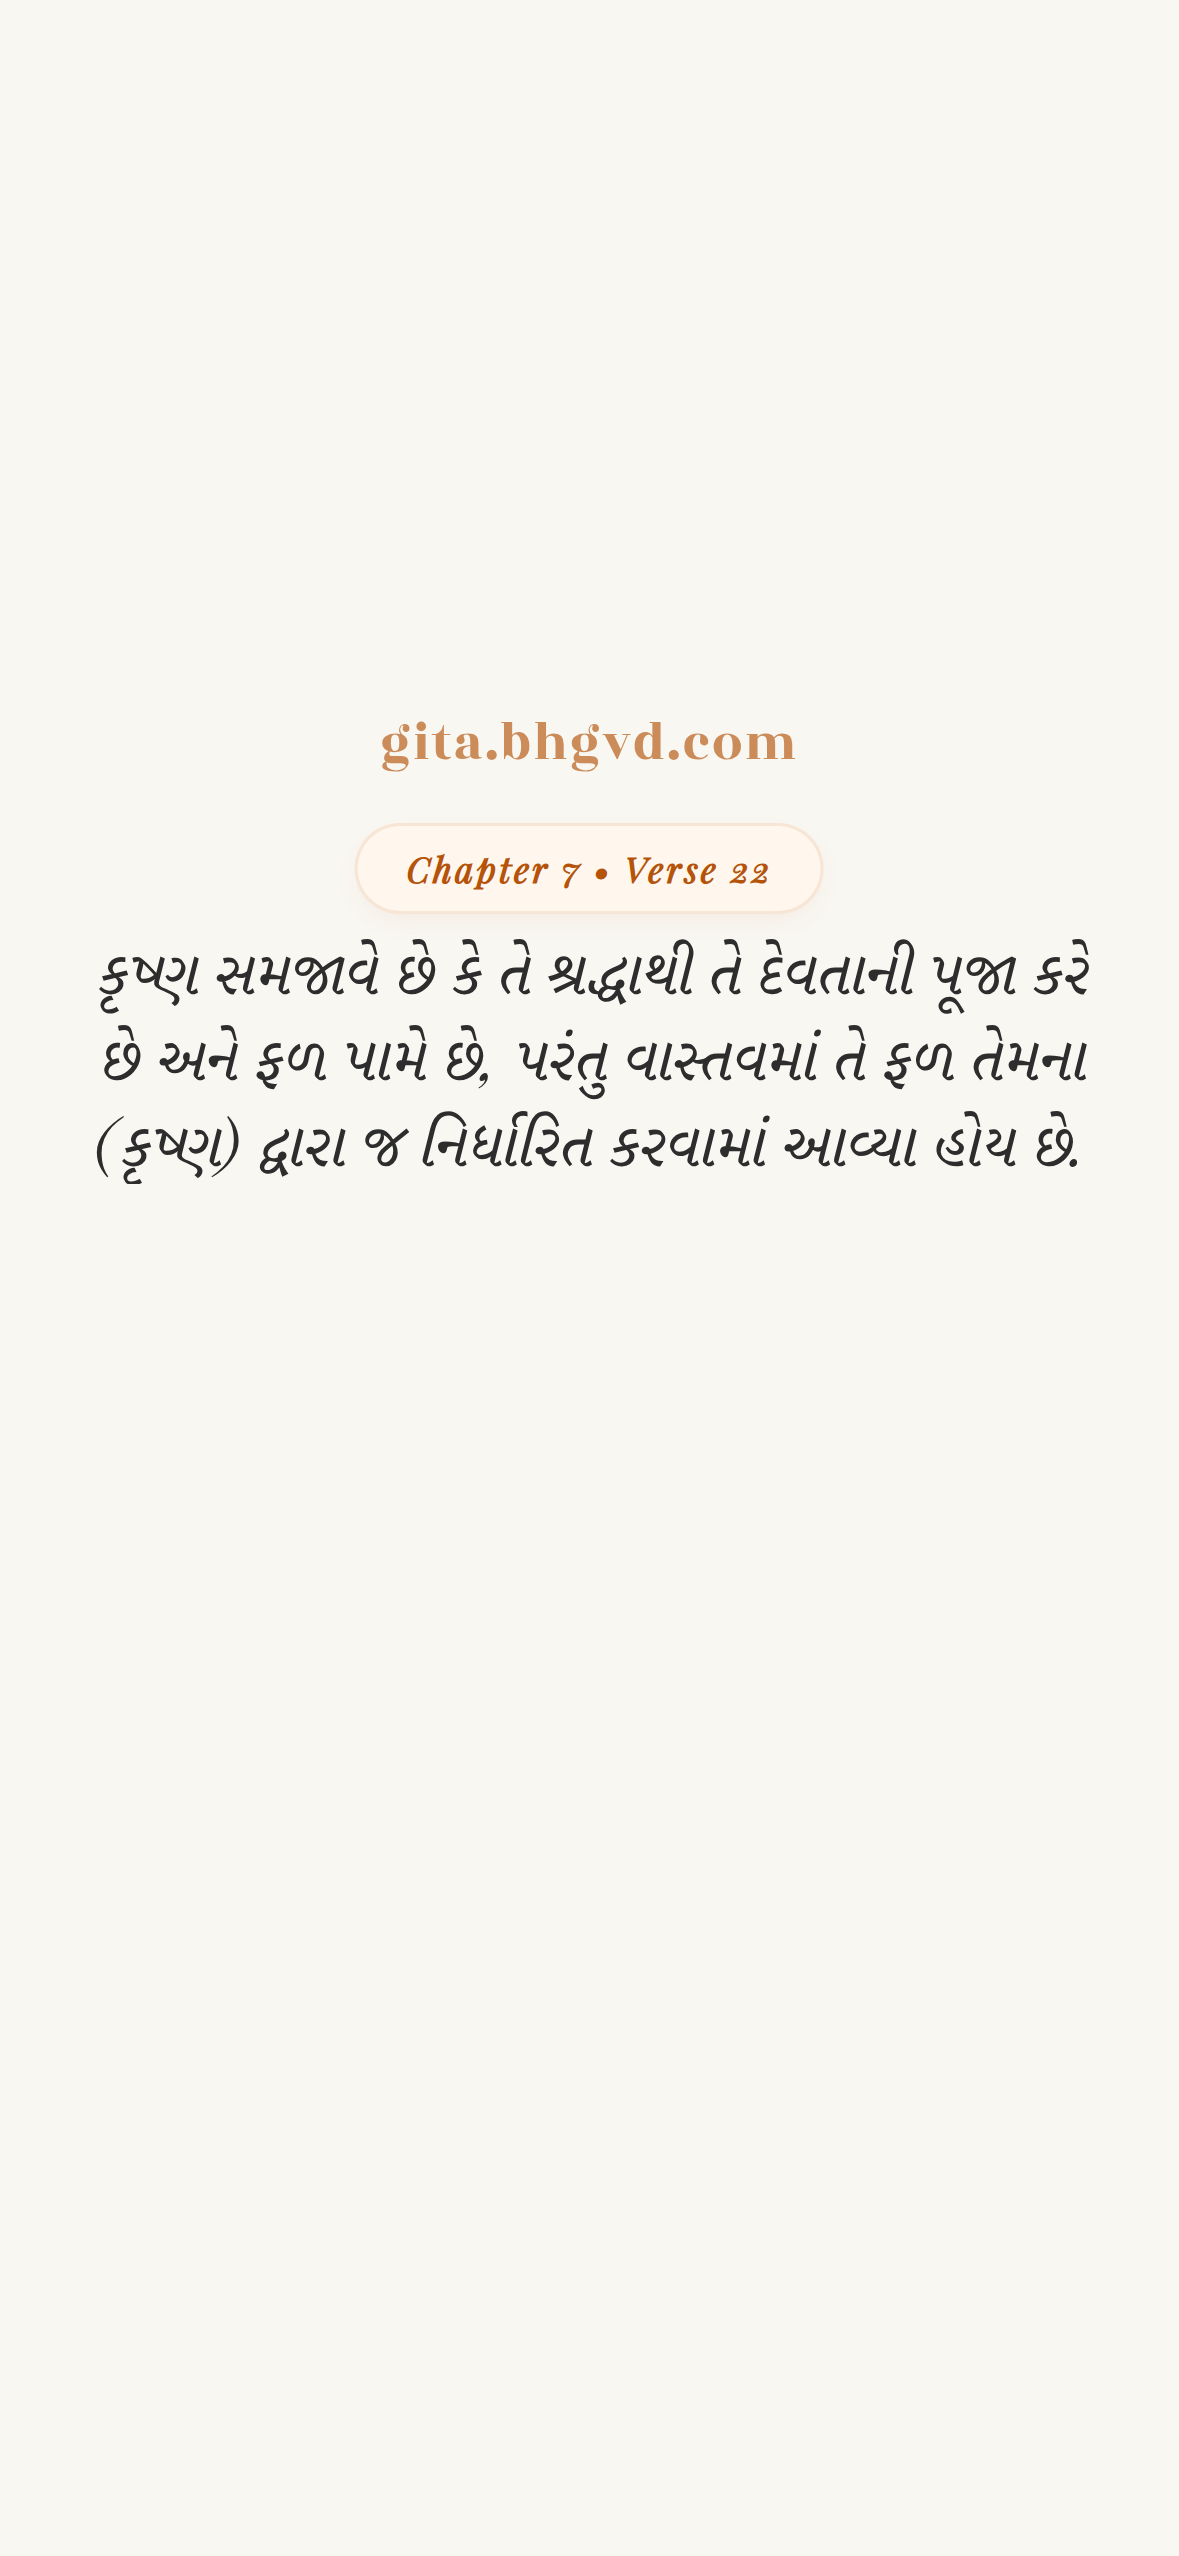 gita.bhgvd.com
Chapter 7 • Verse 22
કૃષ્ણ સમજાવે છે કે તે શ્રદ્ધાથી તે દેવતાની પૂજા કરે
છે અને ફળ પામે છે, પરંતુ વાસ્તવમાં તે ફળ તેમના
(કૃષ્ણ) દ્વારા જ નિર્ધારિત કરવામાં આવ્યા હોય છે.